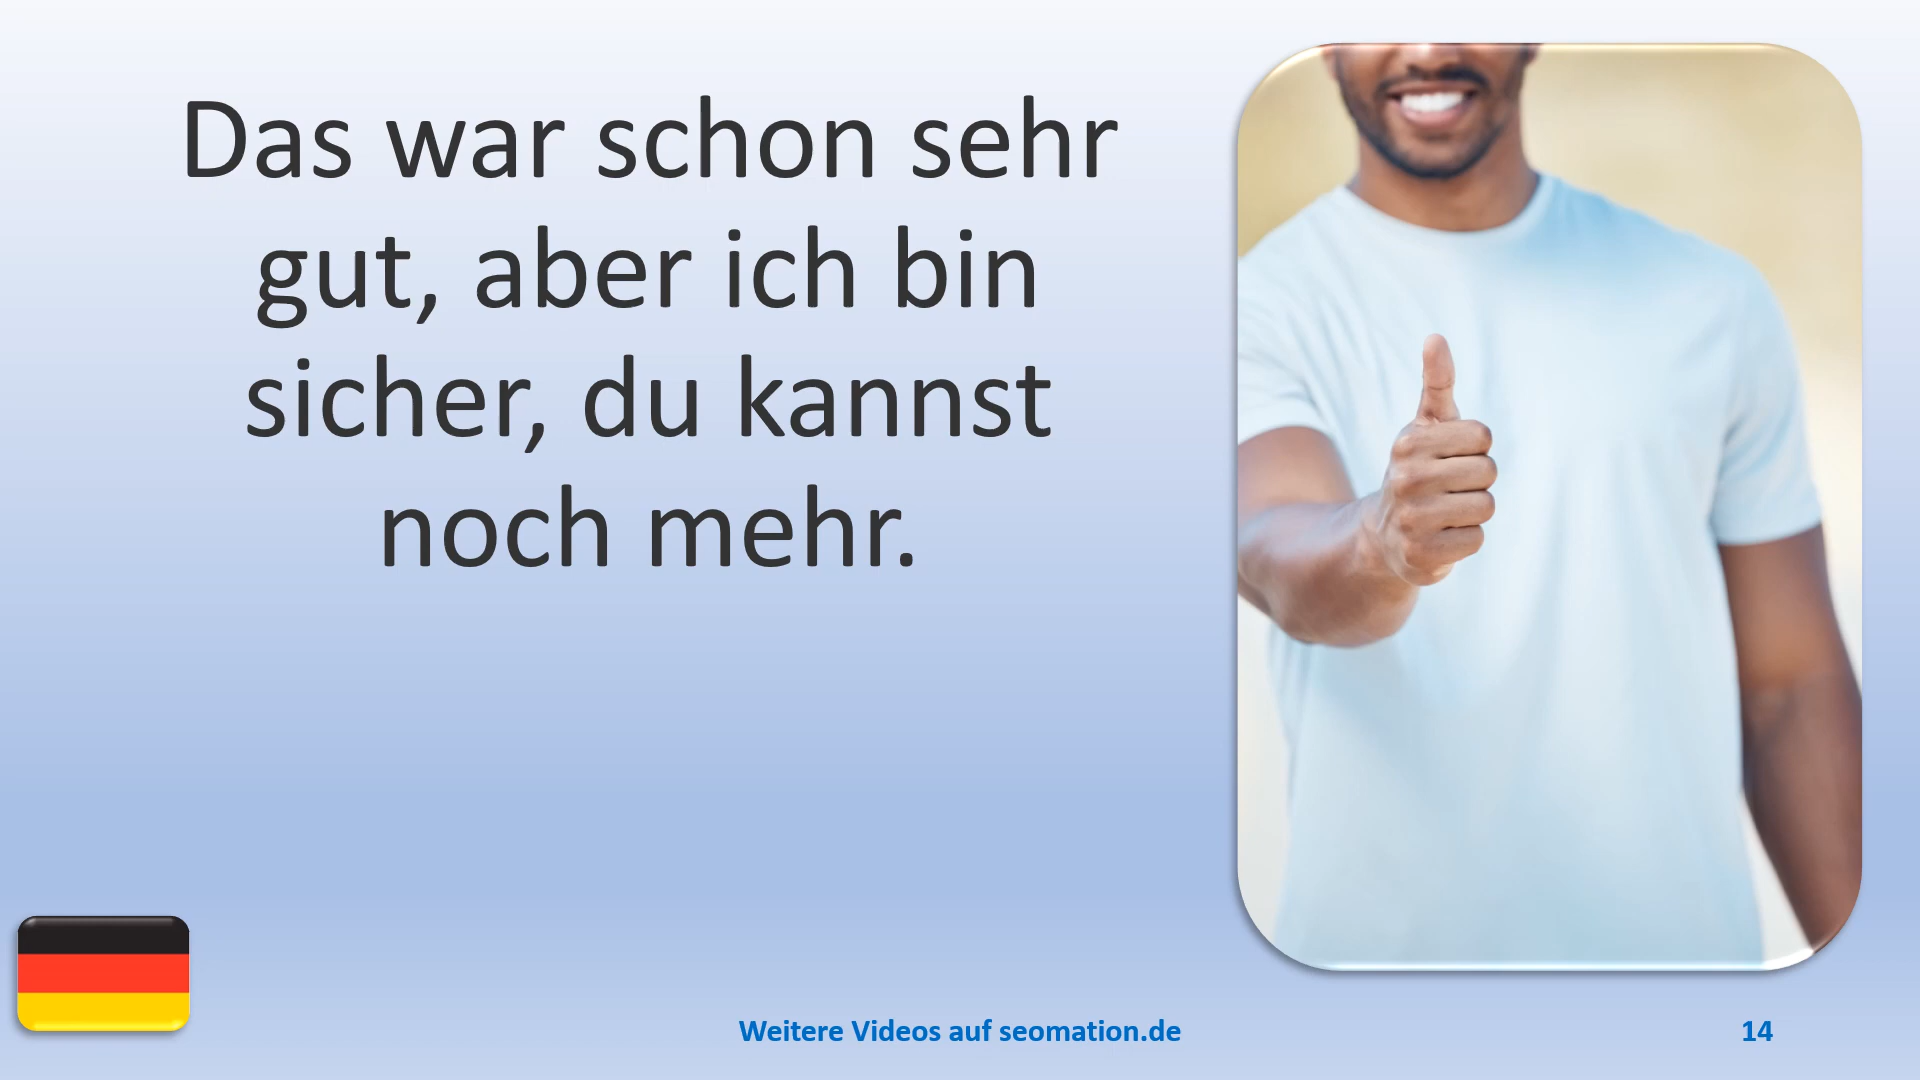 Das war schon sehr
gut, aber ich bin
sicher, du kannst
noch mehr.
Weitere Videos auf seomation.de
14